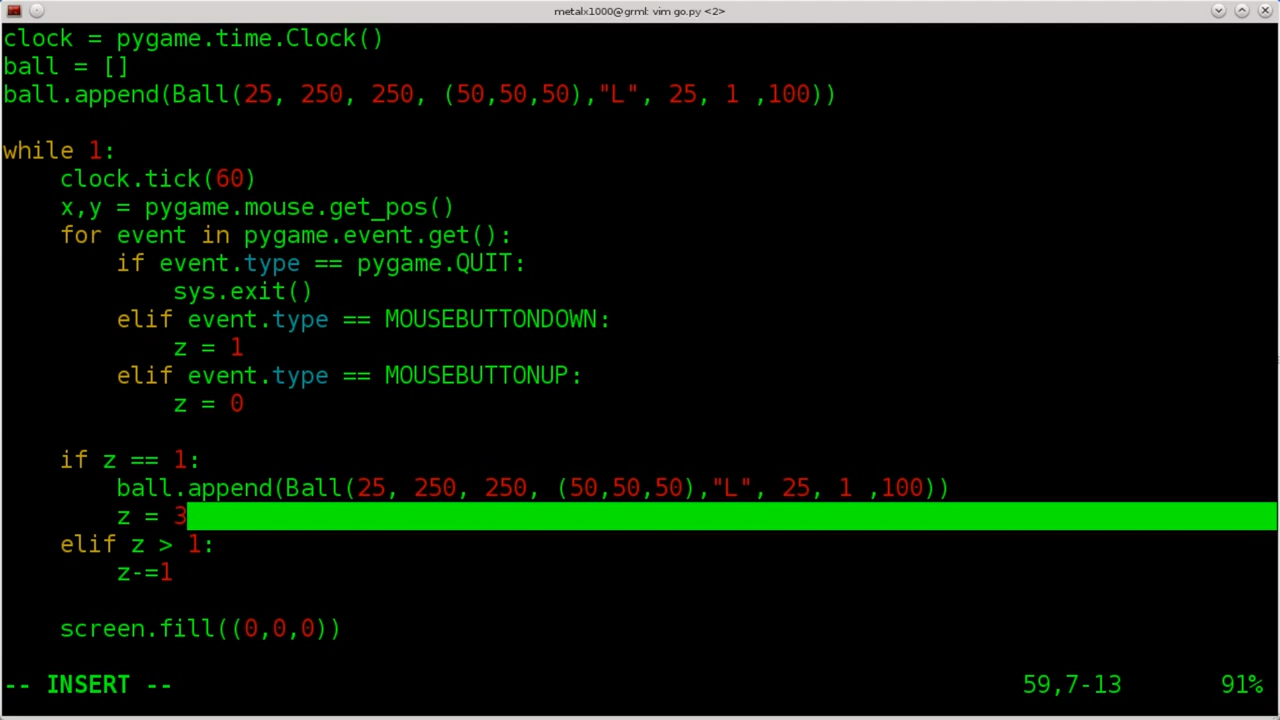 metalx1000@grml: vim go.py <2>
clock = pygame.time.Clock()
ball = []
ball.append(Ball(25, 250, 250, (50,50,50),"L", 25, 1 ,100))
while 1:
    clock.tick(60)
    x,y = pygame.mouse.get_pos()
    for event in pygame.event.get():
        if event.type == pygame.QUIT:
            sys.exit()
        elif event.type == MOUSEBUTTONDOWN:
            z = 1
        elif event.type == MOUSEBUTTONUP:
            z = 0
    if z == 1:
        ball.append(Ball(25, 250, 250, (50,50,50),"L", 25, 1 ,100))
        z = 3
    elif z > 1:
        z-=1
    screen.fill((0,0,0))
-- INSERT -- 59,7-13 91%